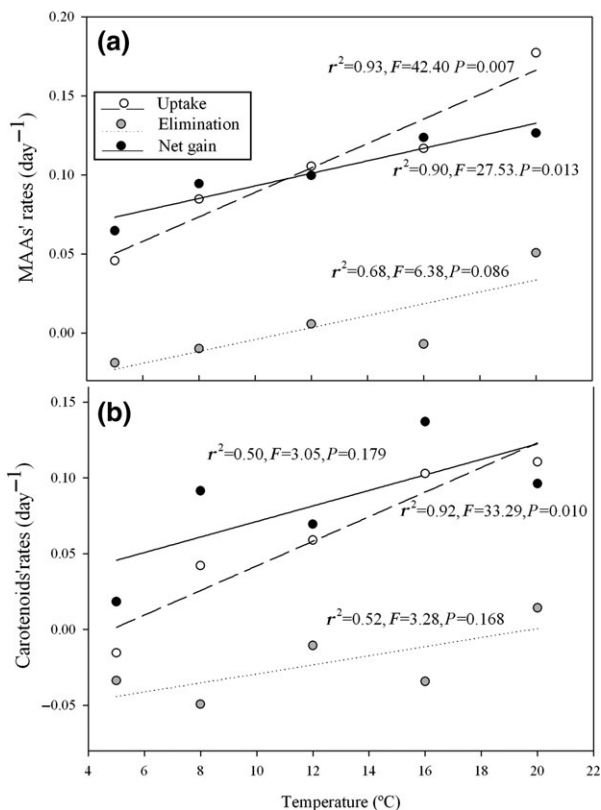 (a)
r²=0.93, F=42.40 P=0.007
Uptake
Elimination
Net gain
r²=0.90, F=27.53. P=0.013
r²=0.68, F=6.38, P=0.086
0.20
0.15
0.10
0.05
0.00
MAAs' rates (day⁻¹)
(b)
r²=0.50, F=3.05, P=0.179
r²=0.92, F=33.29, P=0.010
r²=0.52, F=3.28, P=0.168
0.15
0.10
0.05
0.00
−0.05
Carotenoids'rates (day⁻¹)
4 6 8 10 12 14 16 18 20 22
Temperature (ºC)